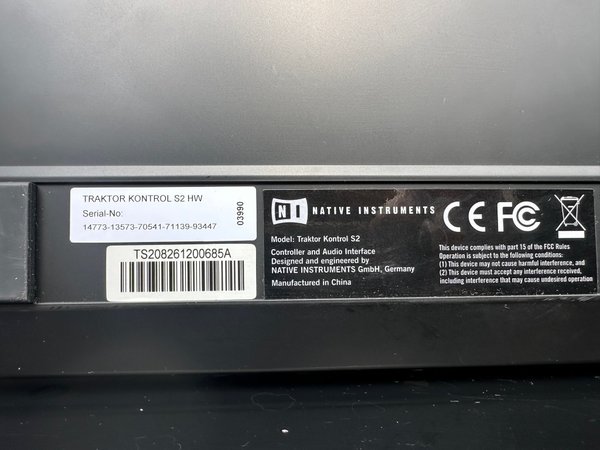 TRAKTOR KONTROL S2 HW
Serial-No:
14773-13573-70541-71139-93447
03990
TS208261200685A
NI NATIVE INSTRUMENTS
CE FC
Model: Traktor Kontrol S2
Controller and Audio Interface
Designed and engineered by
NATIVE INSTRUMENTS GmbH, Germany
Manufactured in China
This device complies with part 15 of the FCC Rules
Operation is subject to the following conditions:
(1) This device may not cause harmful interference, and
(2) This device must accept any interference received,
including interference that may cause undesired operation